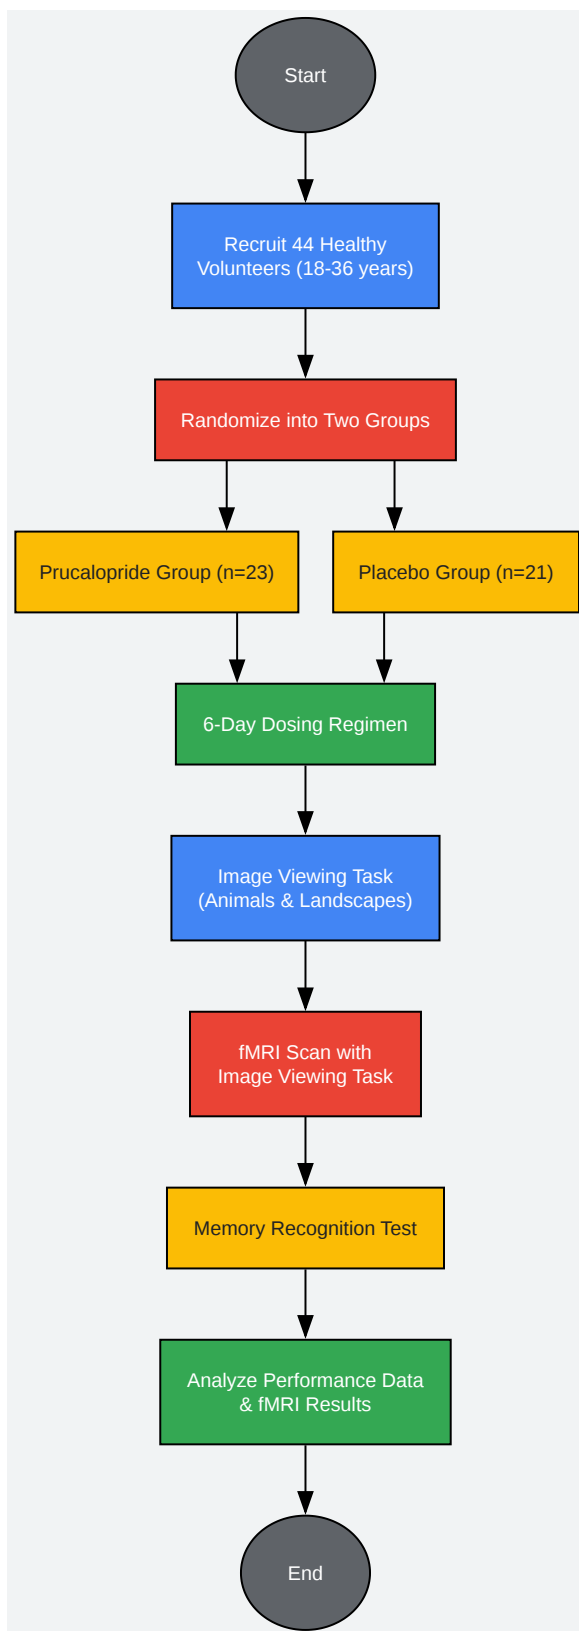 Start
Recruit 44 Healthy
Volunteers (18-36 years)
Randomize into Two Groups
Prucalopride Group (n=23)
Placebo Group (n=21)
6-Day Dosing Regimen
Image Viewing Task
(Animals & Landscapes)
fMRI Scan with
Image Viewing Task
Memory Recognition Test
Analyze Performance Data
& fMRI Results
End